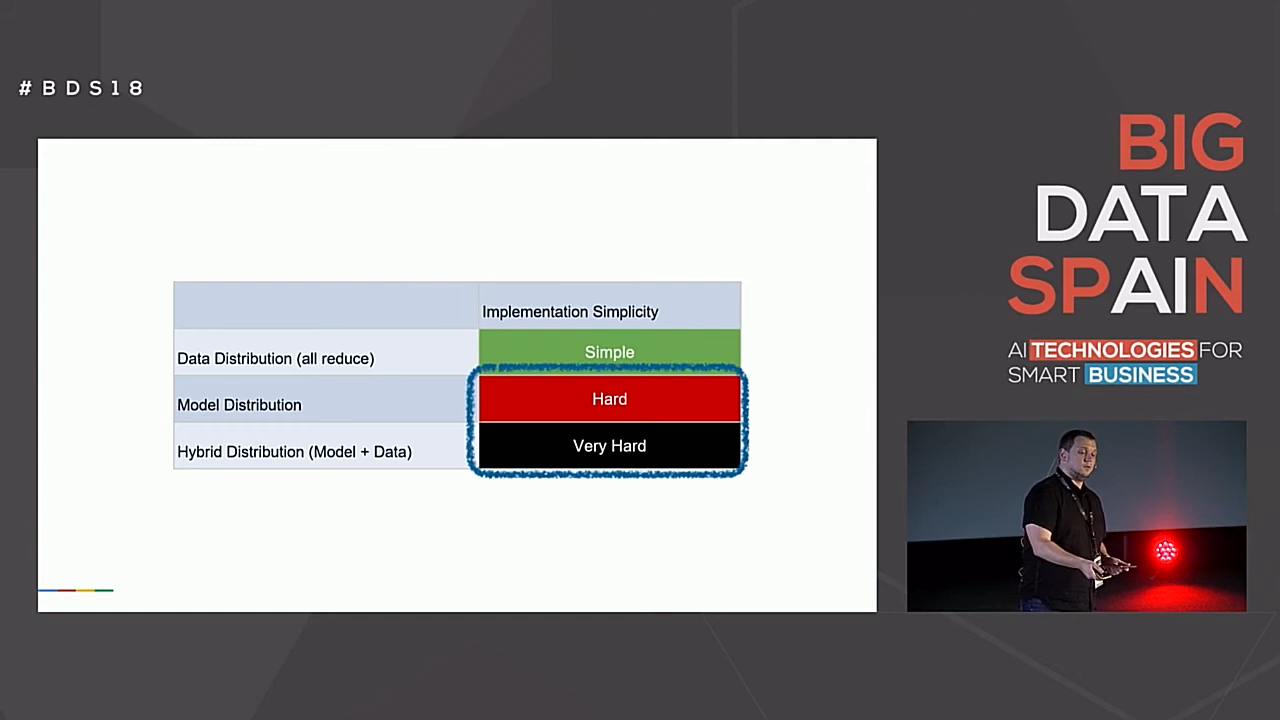 #BDS18
BIG
DATA
SPAIN
AI TECHNOLOGIES FOR
SMART BUSINESS
Implementation Simplicity
Data Distribution (all reduce)
Simple
Model Distribution
Hard
Hybrid Distribution (Model + Data)
Very Hard